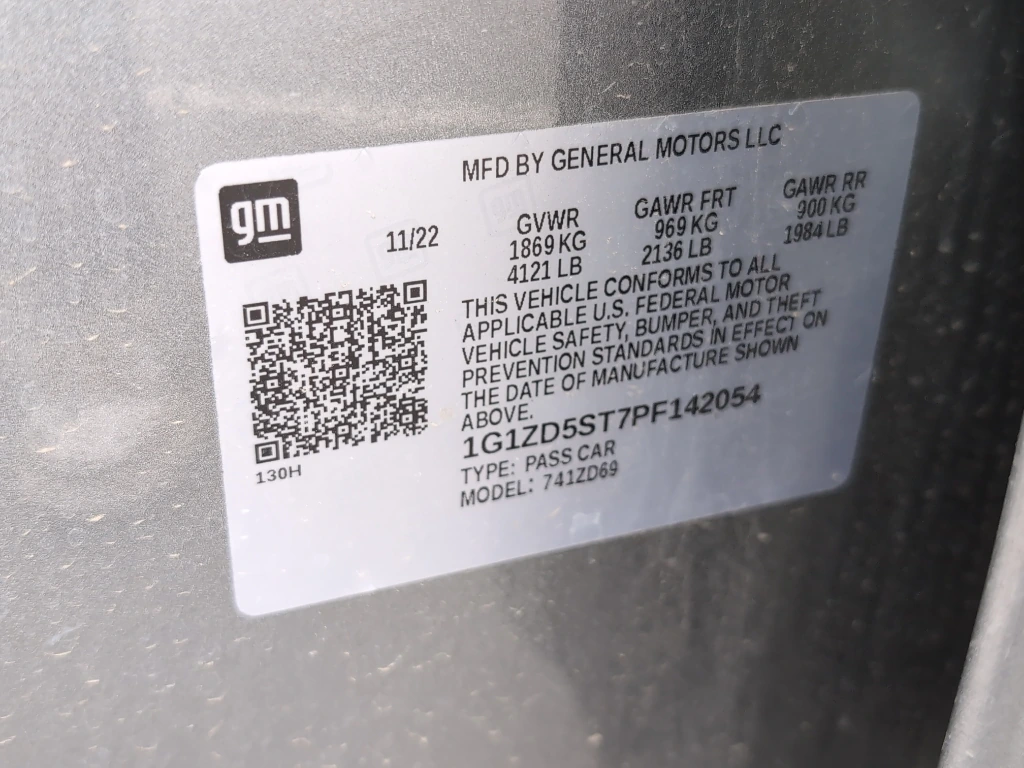 MFD BY GENERAL MOTORS LLC
gm
11/22
GVWR
1869 KG
4121 LB
GAWR FRT
969 KG
2136 LB
GAWR RR
900 KG
1984 LB
THIS VEHICLE CONFORMS TO ALL
APPLICABLE U.S. FEDERAL MOTOR
VEHICLE SAFETY, BUMPER, AND THEFT
PREVENTION STANDARDS IN EFFECT ON
THE DATE OF MANUFACTURE SHOWN
ABOVE.
1G1ZD5ST7PF142054
TYPE: PASS CAR
MODEL: 741ZD69
130H